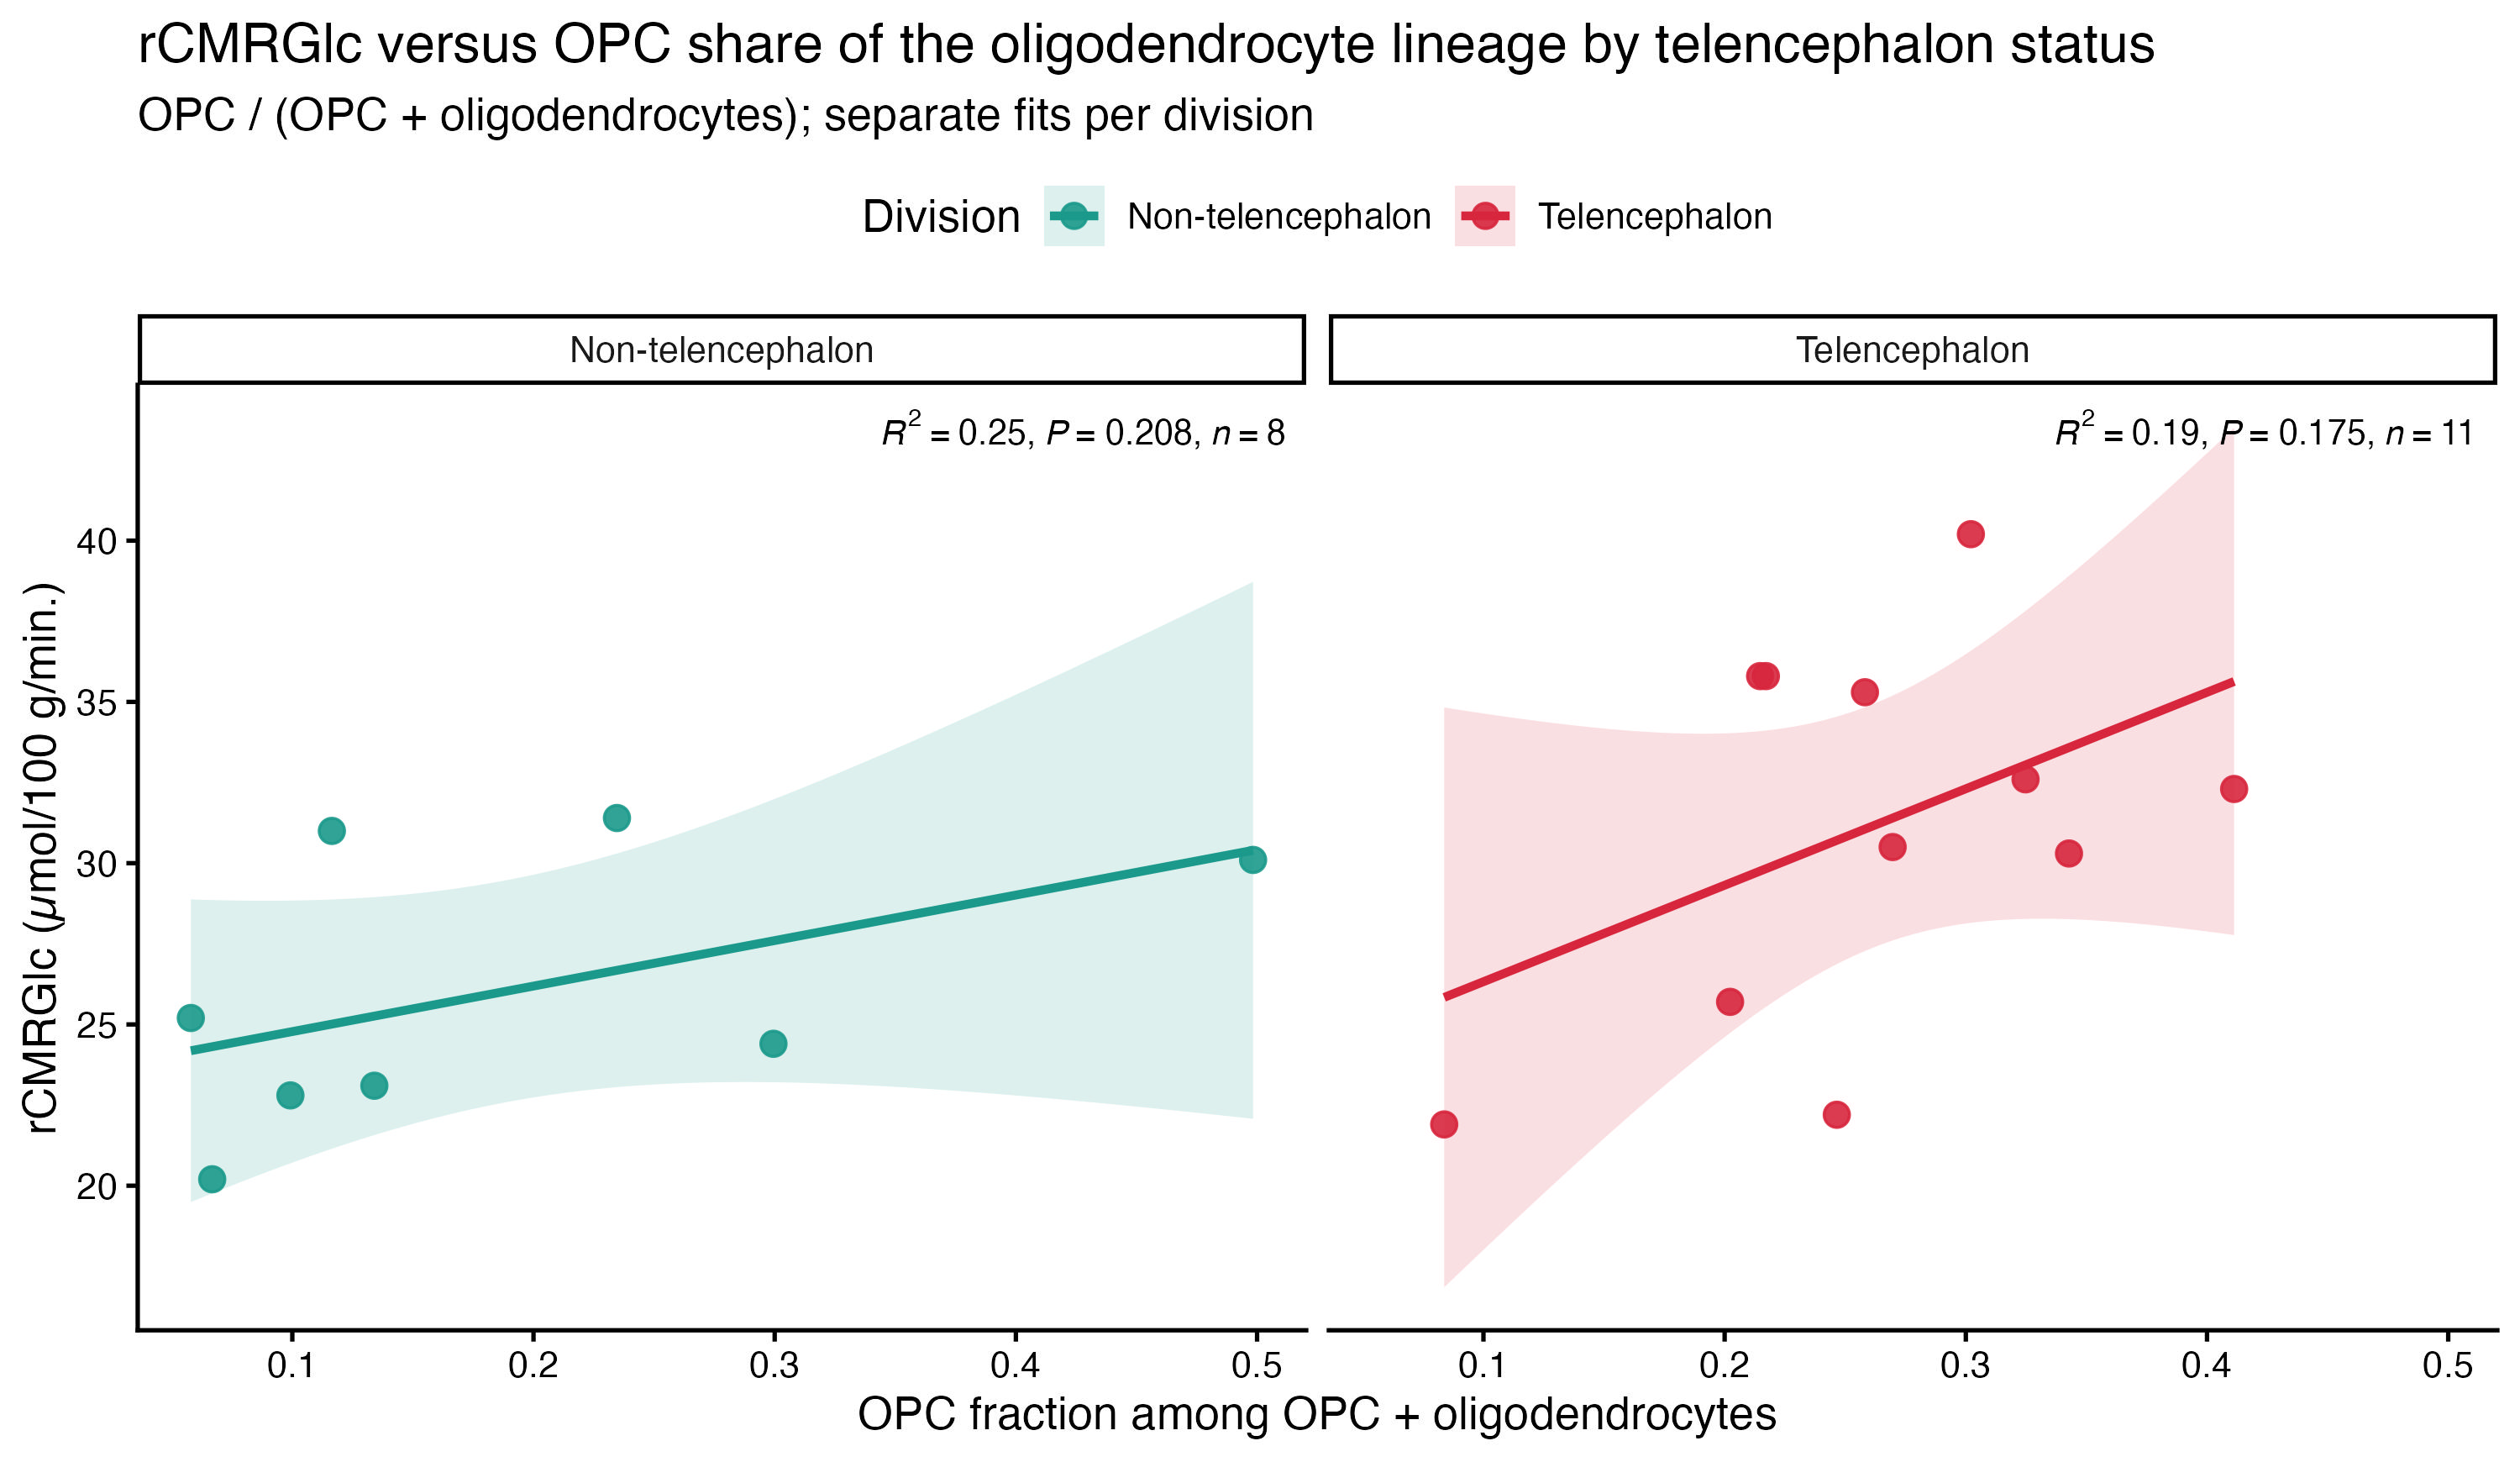 rCMRGlc versus OPC share of the oligodendrocyte lineage by telencephalon status
OPC / (OPC + oligodendrocytes); separate fits per division
Division Non-telencephalon Telencephalon
Non-telencephalon
Telencephalon
R² = 0.25, P = 0.208, n = 8
R² = 0.19, P = 0.175, n = 11
rCMRGlc (μmol/100 g/min.)
40
35
30
25
20
0.1 0.2 0.3 0.4 0.5
0.1 0.2 0.3 0.4 0.5
OPC fraction among OPC + oligodendrocytes